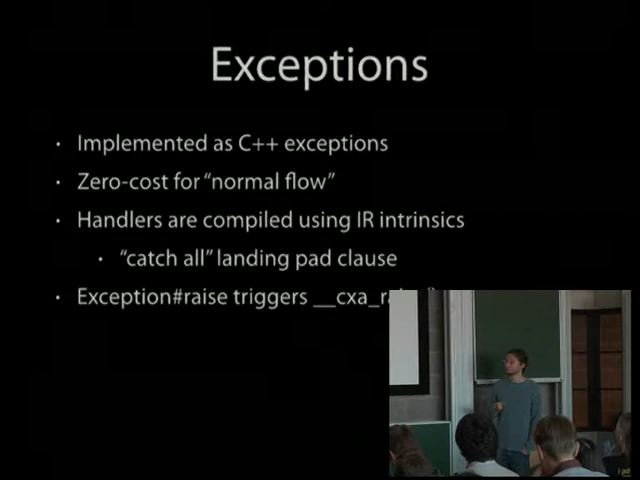 Exceptions
· Implemented as C++ exceptions
· Zero-cost for “normal flow”
· Handlers are compiled using IR intrinsics
· “catch all” landing pad clause
· Exception#raise triggers